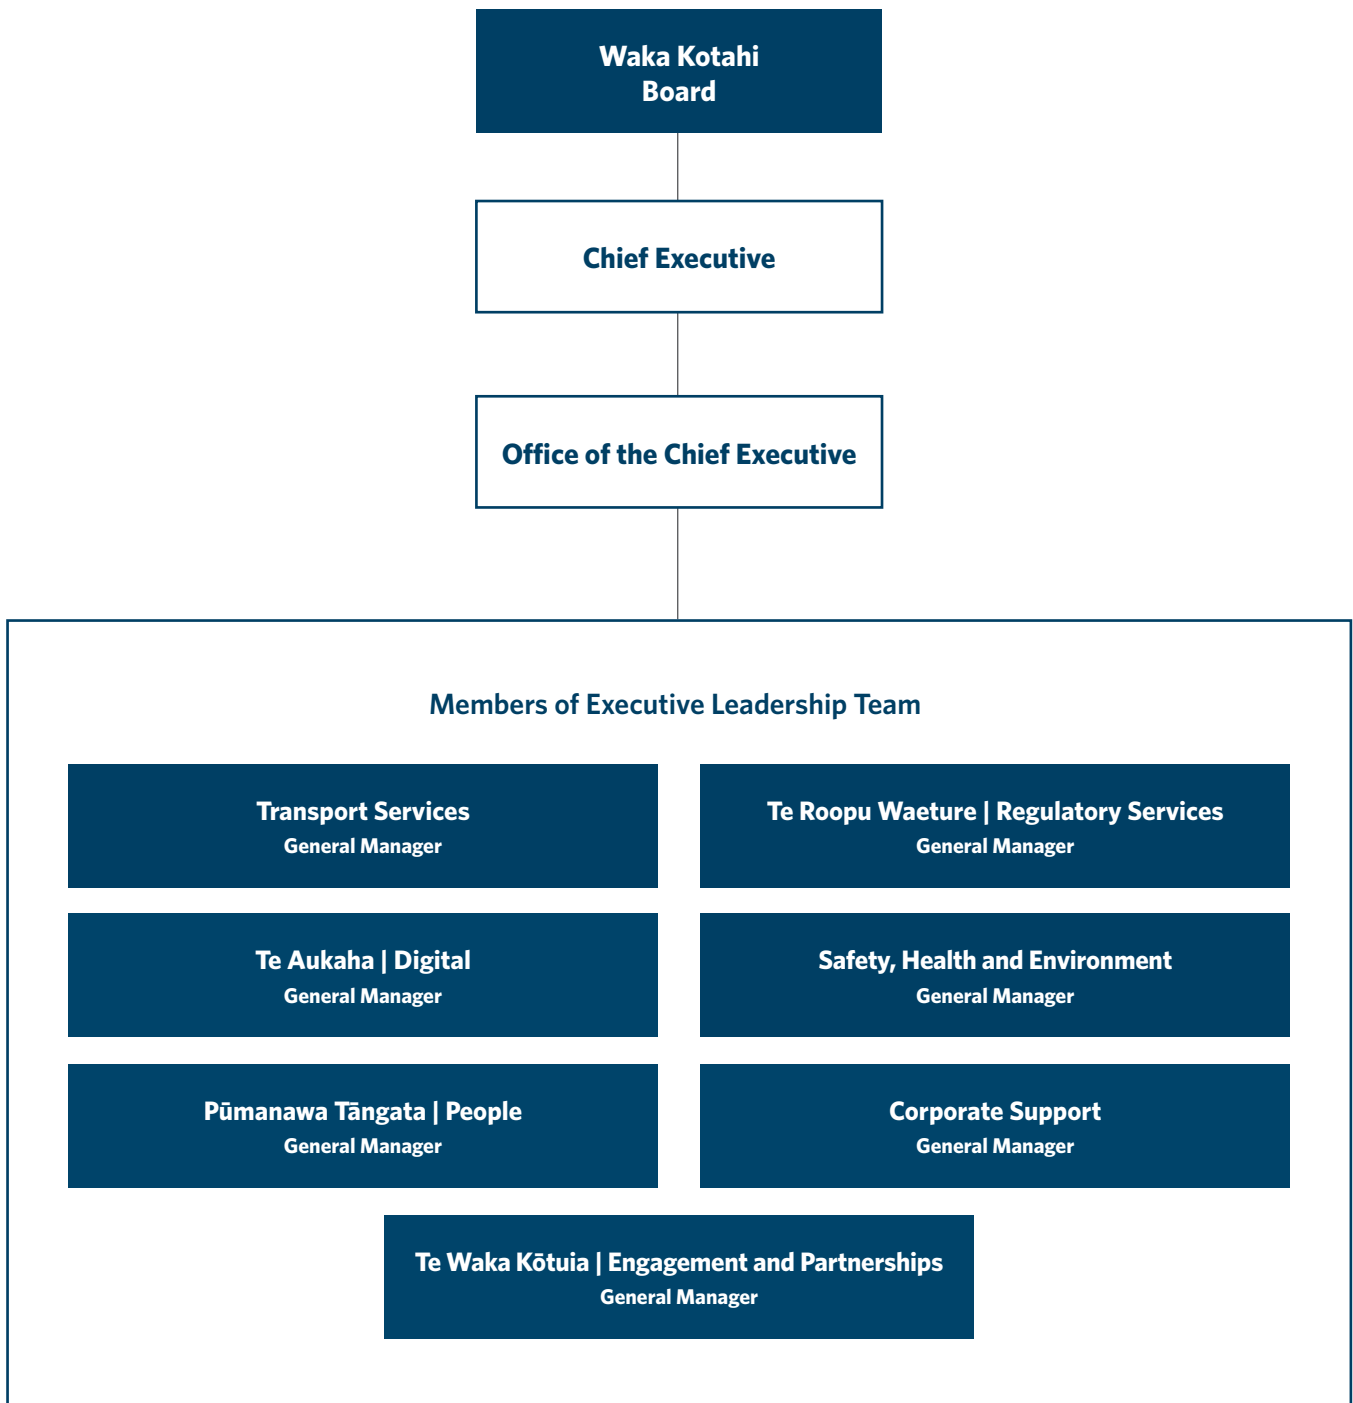 Waka Kotahi
Board
Chief Executive
Office of the Chief Executive
Members of Executive Leadership Team
Transport Services
General Manager
Te Roopu Waeture | Regulatory Services
General Manager
Te Aukaha | Digital
General Manager
Safety, Health and Environment
General Manager
Pūmanawa Tāngata | People
General Manager
Corporate Support
General Manager
Te Waka Kōtuia | Engagement and Partnerships
General Manager